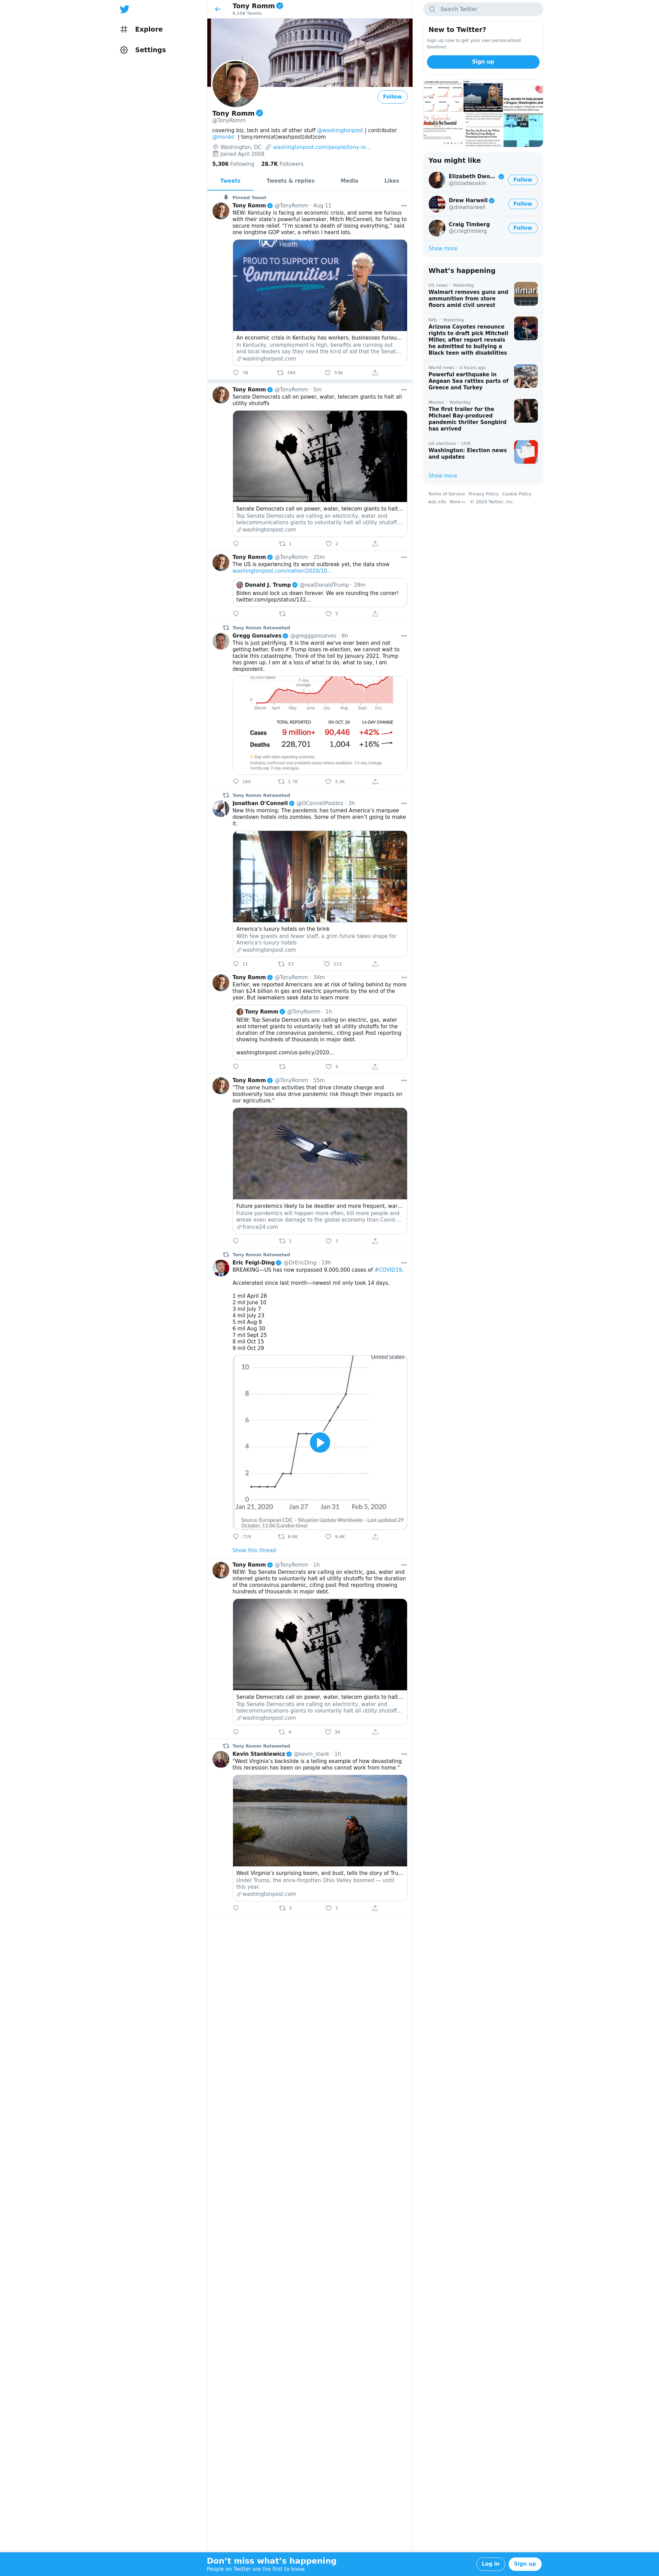 Explore
Settings
Tony Romm
6,108 Tweets
Follow
Tony Romm
@TonyRomm
covering biz, tech and lots of other stuff @washingtonpost | contributor
@msnbc | tony.romm(at)washpost(dot)com
Washington, DC washingtonpost.com/people/tony-ro…
Joined April 2008
5,306 Following 28.7K Followers
Tweets Tweets & replies Media Likes
Pinned Tweet
Tony Romm @TonyRomm · Aug 11
NEW: Kentucky is facing an economic crisis, and some are furious
with their state's powerful lawmaker, Mitch McConnell, for failing to
secure more relief. "I'm scared to death of losing everything," said
one longtime GOP voter, a refrain I heard lots.
Health
PROUD TO SUPPORT OUR
Communities!
An economic crisis in Kentucky has workers, businesses furiou…
In Kentucky, unemployment is high, benefits are running out
and local leaders say they need the kind of aid that the Senat…
washingtonpost.com
78 394 536
Tony Romm @TonyRomm · 5m
Senate Democrats call on power, water, telecom giants to halt all
utility shutoffs
Senate Democrats call on power, water, telecom giants to halt…
Top Senate Democrats are calling on electricity, water and
telecommunications giants to voluntarily halt all utility shutoff…
washingtonpost.com
1 2
Tony Romm @TonyRomm · 25m
The US is experiencing its worst outbreak yet, the data show
washingtonpost.com/nation/2020/10…
Donald J. Trump @realDonaldTrump · 28m
Biden would lock us down forever. We are rounding the corner!
twitter.com/gop/status/132…
5
Tony Romm Retweeted
Gregg Gonsalves @gregggonsalves · 6h
This is just petrifying. It is the worst we've ever been and not
getting better. Even if Trump loses re-election, we cannot wait to
tackle this catastrophe. Think of the toll by January 2021. Trump
has given up. I am at a loss of what to do, what to say, I am
despondent.
50,000 cases
7-day
average
0
March April May June July Aug. Sept. Oct.
TOTAL REPORTED ON OCT. 29 14-DAY CHANGE
Cases 9 million+ 90,446 +42%
Deaths 228,701 1,004 +16%
Day with data reporting anomaly.
Includes confirmed and probable cases where available. 14-day change
trends use 7-day averages.
160 1.7K 3.3K
Tony Romm Retweeted
Jonathan O'Connell @OConnellPostbiz · 3h
New this morning: The pandemic has turned America's marquee
downtown hotels into zombies. Some of them aren't going to make
it.
America's luxury hotels on the brink
With few guests and fewer staff, a grim future takes shape for
America's luxury hotels
washingtonpost.com
11 53 112
Tony Romm @TonyRomm · 34m
Earlier, we reported Americans are at risk of falling behind by more
than $24 billion in gas and electric payments by the end of the
year. But lawmakers seek data to learn more:
Tony Romm @TonyRomm · 1h
NEW: Top Senate Democrats are calling on electric, gas, water
and internet giants to voluntarily halt all utility shutoffs for the
duration of the coronavirus pandemic, citing past Post reporting
showing hundreds of thousands in major debt.
washingtonpost.com/us-policy/2020…
4
Tony Romm @TonyRomm · 55m
"The same human activities that drive climate change and
biodiversity loss also drive pandemic risk though their impacts on
our agriculture."
Future pandemics likely to be deadlier and more frequent, war…
Future pandemics will happen more often, kill more people and
wreak even worse damage to the global economy than Covid-…
france24.com
1 3
Tony Romm Retweeted
Eric Feigl-Ding @DrEricDing · 19h
BREAKING—US has now surpassed 9,000,000 cases of #COVID19.
Accelerated since last month—newest mil only took 14 days.
1 mil April 28
2 mil June 10
3 mil July 7
4 mil July 23
5 mil Aug 8
6 mil Aug 30
7 mil Sept 25
8 mil Oct 15
9 mil Oct 29
United States
10
8
6
4
2
0
Jan 21, 2020 Jan 27 Jan 31 Feb 5, 2020
Source: European CDC – Situation Update Worldwide – Last updated 29
October, 11:06 (London time)
719 8.6K 9.6K
Show this thread
Tony Romm @TonyRomm · 1h
NEW: Top Senate Democrats are calling on electric, gas, water and
internet giants to voluntarily halt all utility shutoffs for the duration
of the coronavirus pandemic, citing past Post reporting showing
hundreds of thousands in major debt.
Senate Democrats call on power, water, telecom giants to halt…
Top Senate Democrats are calling on electricity, water and
telecommunications giants to voluntarily halt all utility shutoff…
washingtonpost.com
30
Tony Romm Retweeted
Kevin Stankiewicz @kevin_stank · 1h
"West Virginia's backslide is a telling example of how devastating
this recession has been on people who cannot work from home."
West Virginia's surprising boom, and bust, tells the story of Tru…
Under Trump, the once-forgotten Ohio Valley boomed — until
this year.
washingtonpost.com
3 1
Search Twitter
New to Twitter?
Sign up now to get your own personalized
timeline!
Sign up
You might like
Elizabeth Dwo…
@lizzadwoskin
Follow
Drew Harwell
@drewharwell
Follow
Craig Timberg
@craigtimberg
Follow
Show more
What's happening
US news · Yesterday
Walmart removes guns and
ammunition from store
floors amid civil unrest
NHL · Yesterday
Arizona Coyotes renounce
rights to draft pick Mitchell
Miller, after report reveals
he admitted to bullying a
Black teen with disabilities
World news · 4 hours ago
Powerful earthquake in
Aegean Sea rattles parts of
Greece and Turkey
Movies · Yesterday
The first trailer for the
Michael Bay-produced
pandemic thriller Songbird
has arrived
US elections · LIVE
Washington: Election news
and updates
Show more
Terms of Service Privacy Policy Cookie Policy
Ads info More © 2020 Twitter, Inc.
Don't miss what's happening
People on Twitter are the first to know.
Log in
Sign up